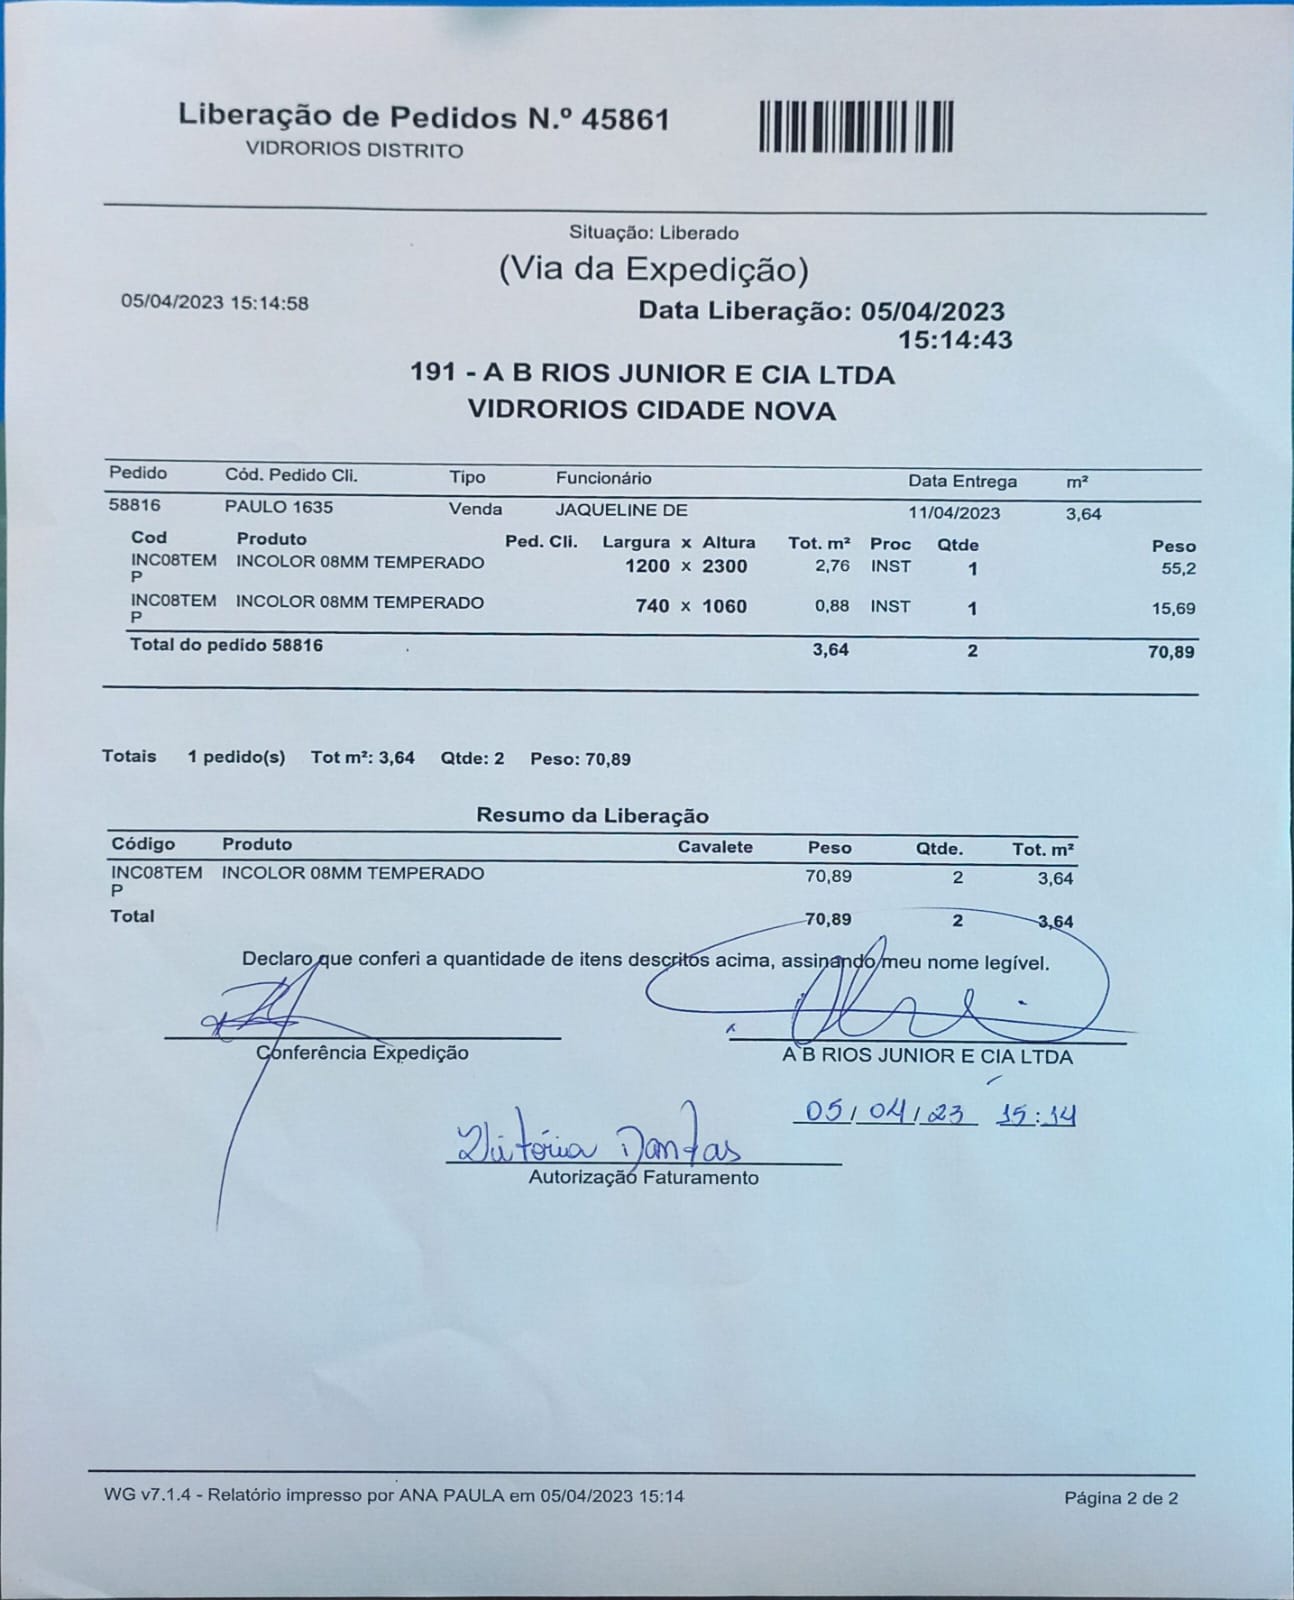 Liberação de Pedidos N.º 45861
VIDRORIOS DISTRITO
Situação: Liberado
(Via da Expedição)
05/04/2023 15:14:58
Data Liberação: 05/04/2023
15:14:43
191 - A B RIOS JUNIOR E CIA LTDA
VIDRORIOS CIDADE NOVA
Pedido Cód. Pedido Cli. Tipo Funcionário Data Entrega m²
58816 PAULO 1635 Venda JAQUELINE DE 11/04/2023 3,64
Cod Produto Ped. Cli. Largura x Altura Tot. m² Proc Qtde Peso
INC08TEM INCOLOR 08MM TEMPERADO 1200 x 2300 2,76 INST 1 55,2
P
INC08TEM INCOLOR 08MM TEMPERADO 740 x 1060 0,88 INST 1 15,69
P
Total do pedido 58816 3,64 2 70,89
Totais 1 pedido(s) Tot m²: 3,64 Qtde: 2 Peso: 70,89
Resumo da Liberação
Código Produto Cavalete Peso Qtde. Tot. m²
INC08TEM INCOLOR 08MM TEMPERADO 70,89 2 3,64
P
Total 70,89 2 3,64
Declaro que conferi a quantidade de itens descritos acima, assinando meu nome legível.
Conferência Expedição
A B RIOS JUNIOR E CIA LTDA
05/04/23 15:14
Vitória Dantas
Autorização Faturamento
WG v7.1.4 - Relatório impresso por ANA PAULA em 05/04/2023 15:14
Página 2 de 2